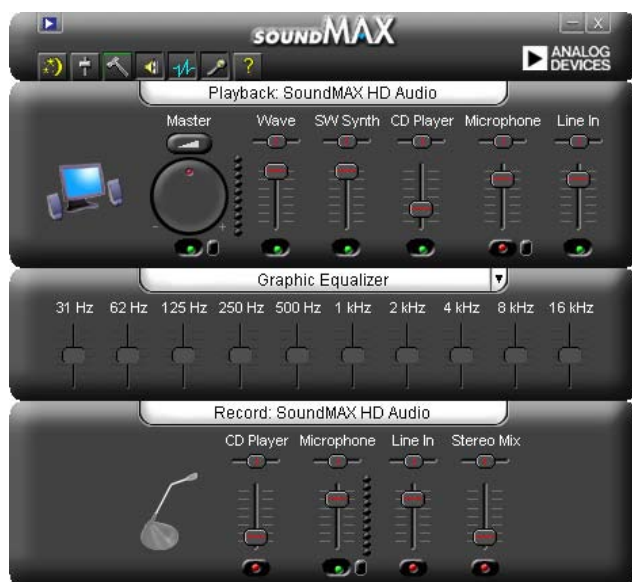 SOUNDMAX
ANALOG
DEVICES
?
Playback: SoundMAX HD Audio
Master Wave SW Synth CD Player Microphone Line In
- +
Graphic Equalizer
31 Hz 62 Hz 125 Hz 250 Hz 500 Hz 1 kHz 2 kHz 4 kHz 8 kHz 16 kHz
Record: SoundMAX HD Audio
CD Player Microphone Line In Stereo Mix